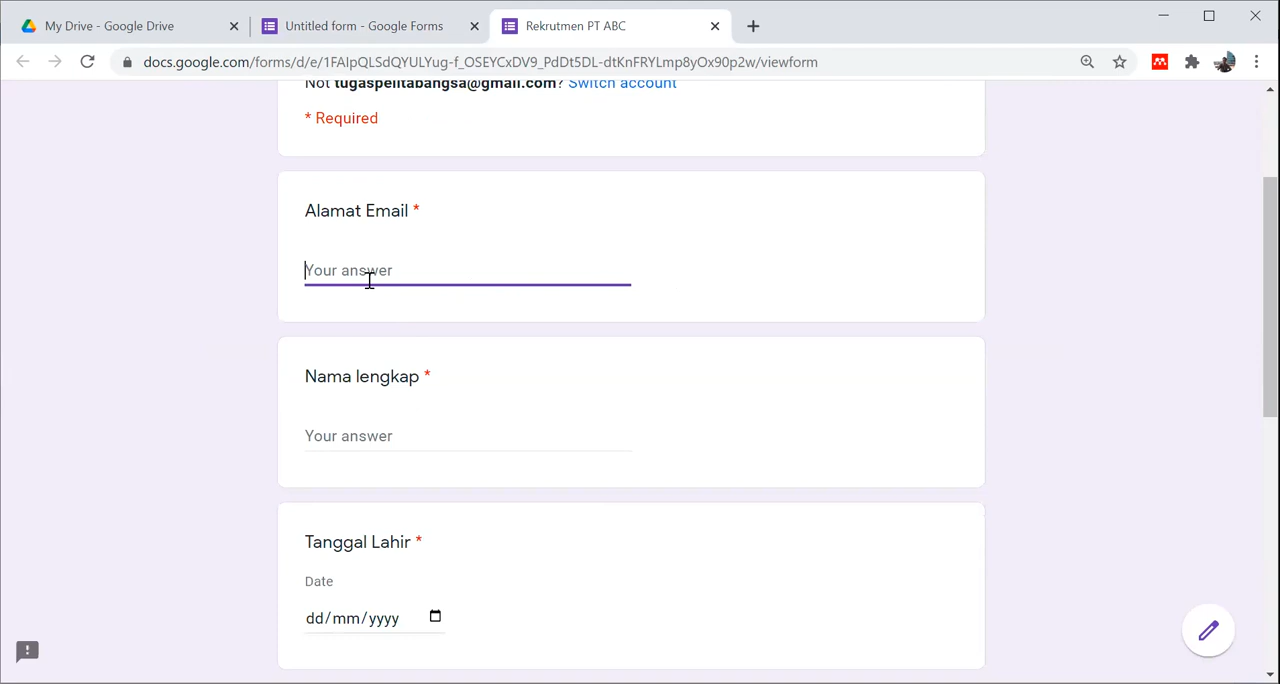 My Drive - Google Drive
Untitled form - Google Forms
Rekrutmen PT ABC
docs.google.com/forms/d/e/1FAIpQLSdQYULYug-f_OSEYCxDV9_PdDt5DL-dtKnFRYLmp8yOx90p2w/viewform
Not tugaspelitabangsa@gmail.com? Switch account
* Required
Alamat Email *
Your answer
Nama lengkap *
Your answer
Tanggal Lahir *
Date
dd/mm/yyyy